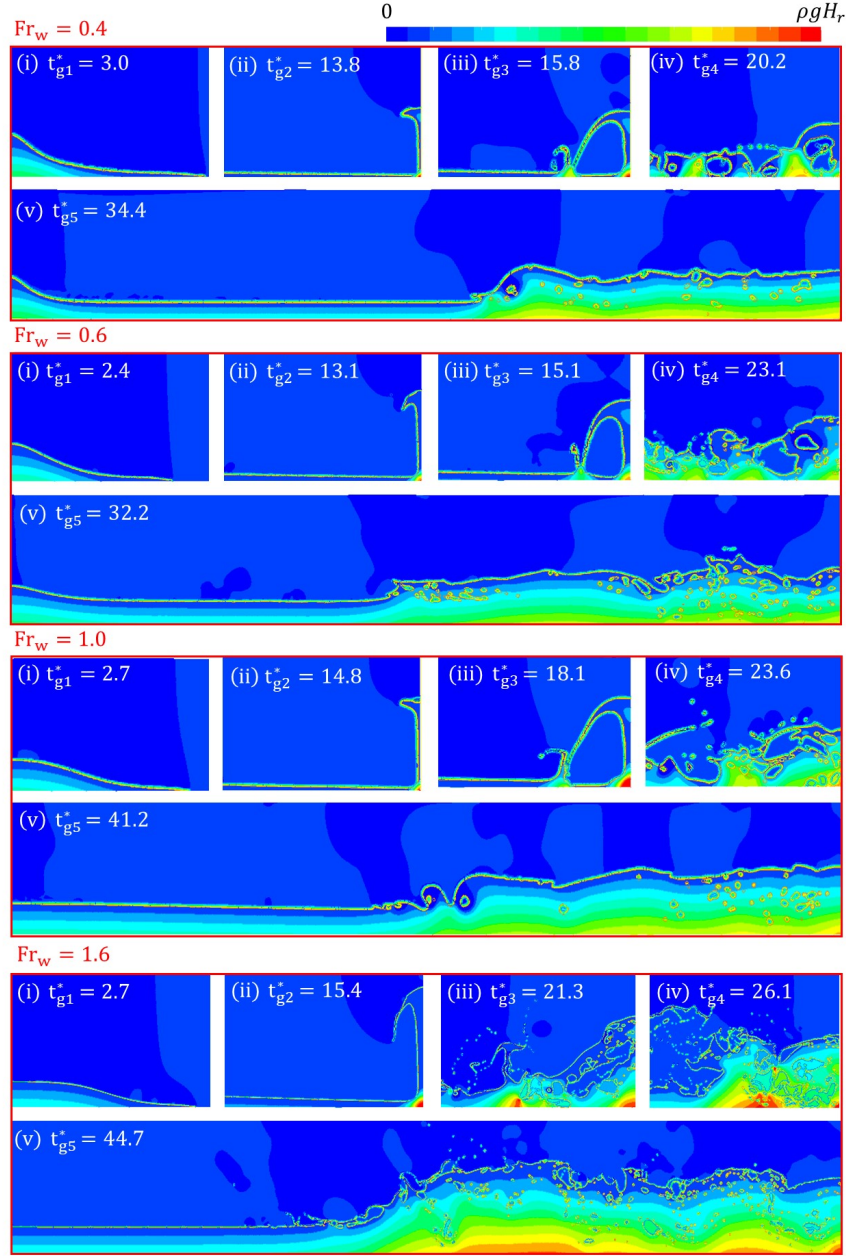 0 ρgHᵣ
Fr_w = 0.4
(i) t*_g1 = 3.0
(ii) t*_g2 = 13.8
(iii) t*_g3 = 15.8
(iv) t*_g4 = 20.2
(v) t*_g5 = 34.4
Fr_w = 0.6
(i) t*_g1 = 2.4
(ii) t*_g2 = 13.1
(iii) t*_g3 = 15.1
(iv) t*_g4 = 23.1
(v) t*_g5 = 32.2
Fr_w = 1.0
(i) t*_g1 = 2.7
(ii) t*_g2 = 14.8
(iii) t*_g3 = 18.1
(iv) t*_g4 = 23.6
(v) t*_g5 = 41.2
Fr_w = 1.6
(i) t*_g1 = 2.7
(ii) t*_g2 = 15.4
(iii) t*_g3 = 21.3
(iv) t*_g4 = 26.1
(v) t*_g5 = 44.7